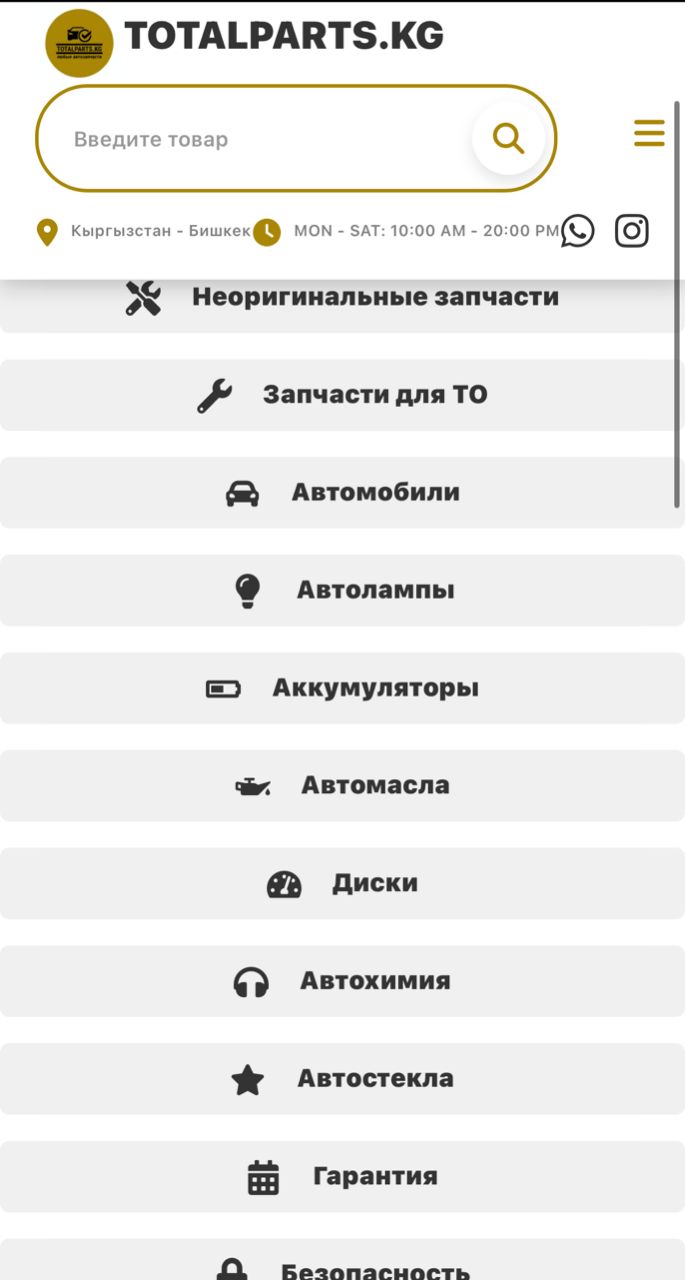 TOTALPARTS.KG
TOTALPARTS.KG
любые автозапчасти
Введите товар
Кыргызстан - Бишкек
MON - SAT: 10:00 AM - 20:00 PM
Неоригинальные запчасти
Запчасти для ТО
Автомобили
Автолампы
Аккумуляторы
Автомасла
Диски
Автохимия
Автостекла
Гарантия
Безопасность